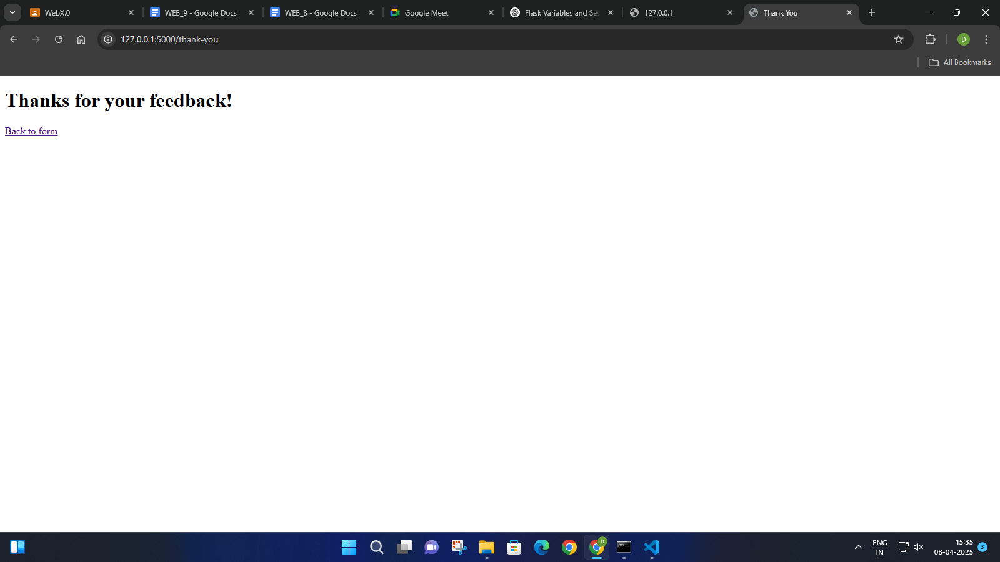 WebX.0
WEB_9 - Google Docs
WEB_8 - Google Docs
Google Meet
Flask Variables and Ses
127.0.0.1
Thank You
127.0.0.1:5000/thank-you
D
All Bookmarks
Thanks for your feedback!
Back to form
D
ENG
IN
15:35
08-04-2025
3